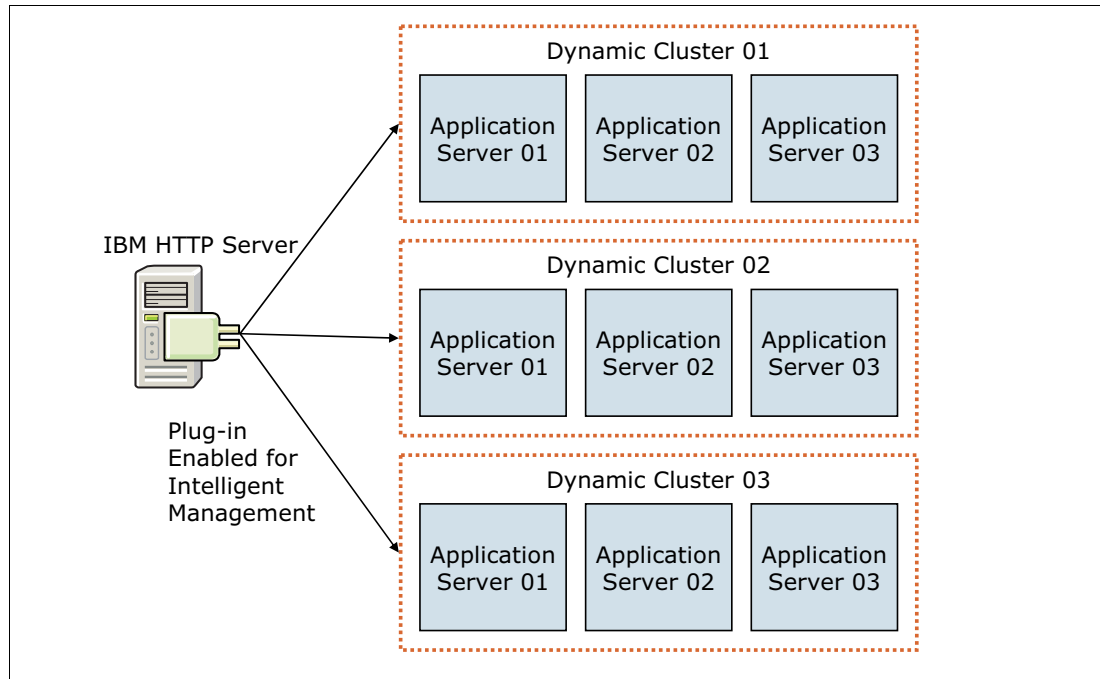 Dynamic Cluster 01
Application
Server 01
Application
Server 02
Application
Server 03
IBM HTTP Server
Plug-in
Enabled for
Intelligent
Management
Dynamic Cluster 02
Application
Server 01
Application
Server 02
Application
Server 03
Dynamic Cluster 03
Application
Server 01
Application
Server 02
Application
Server 03